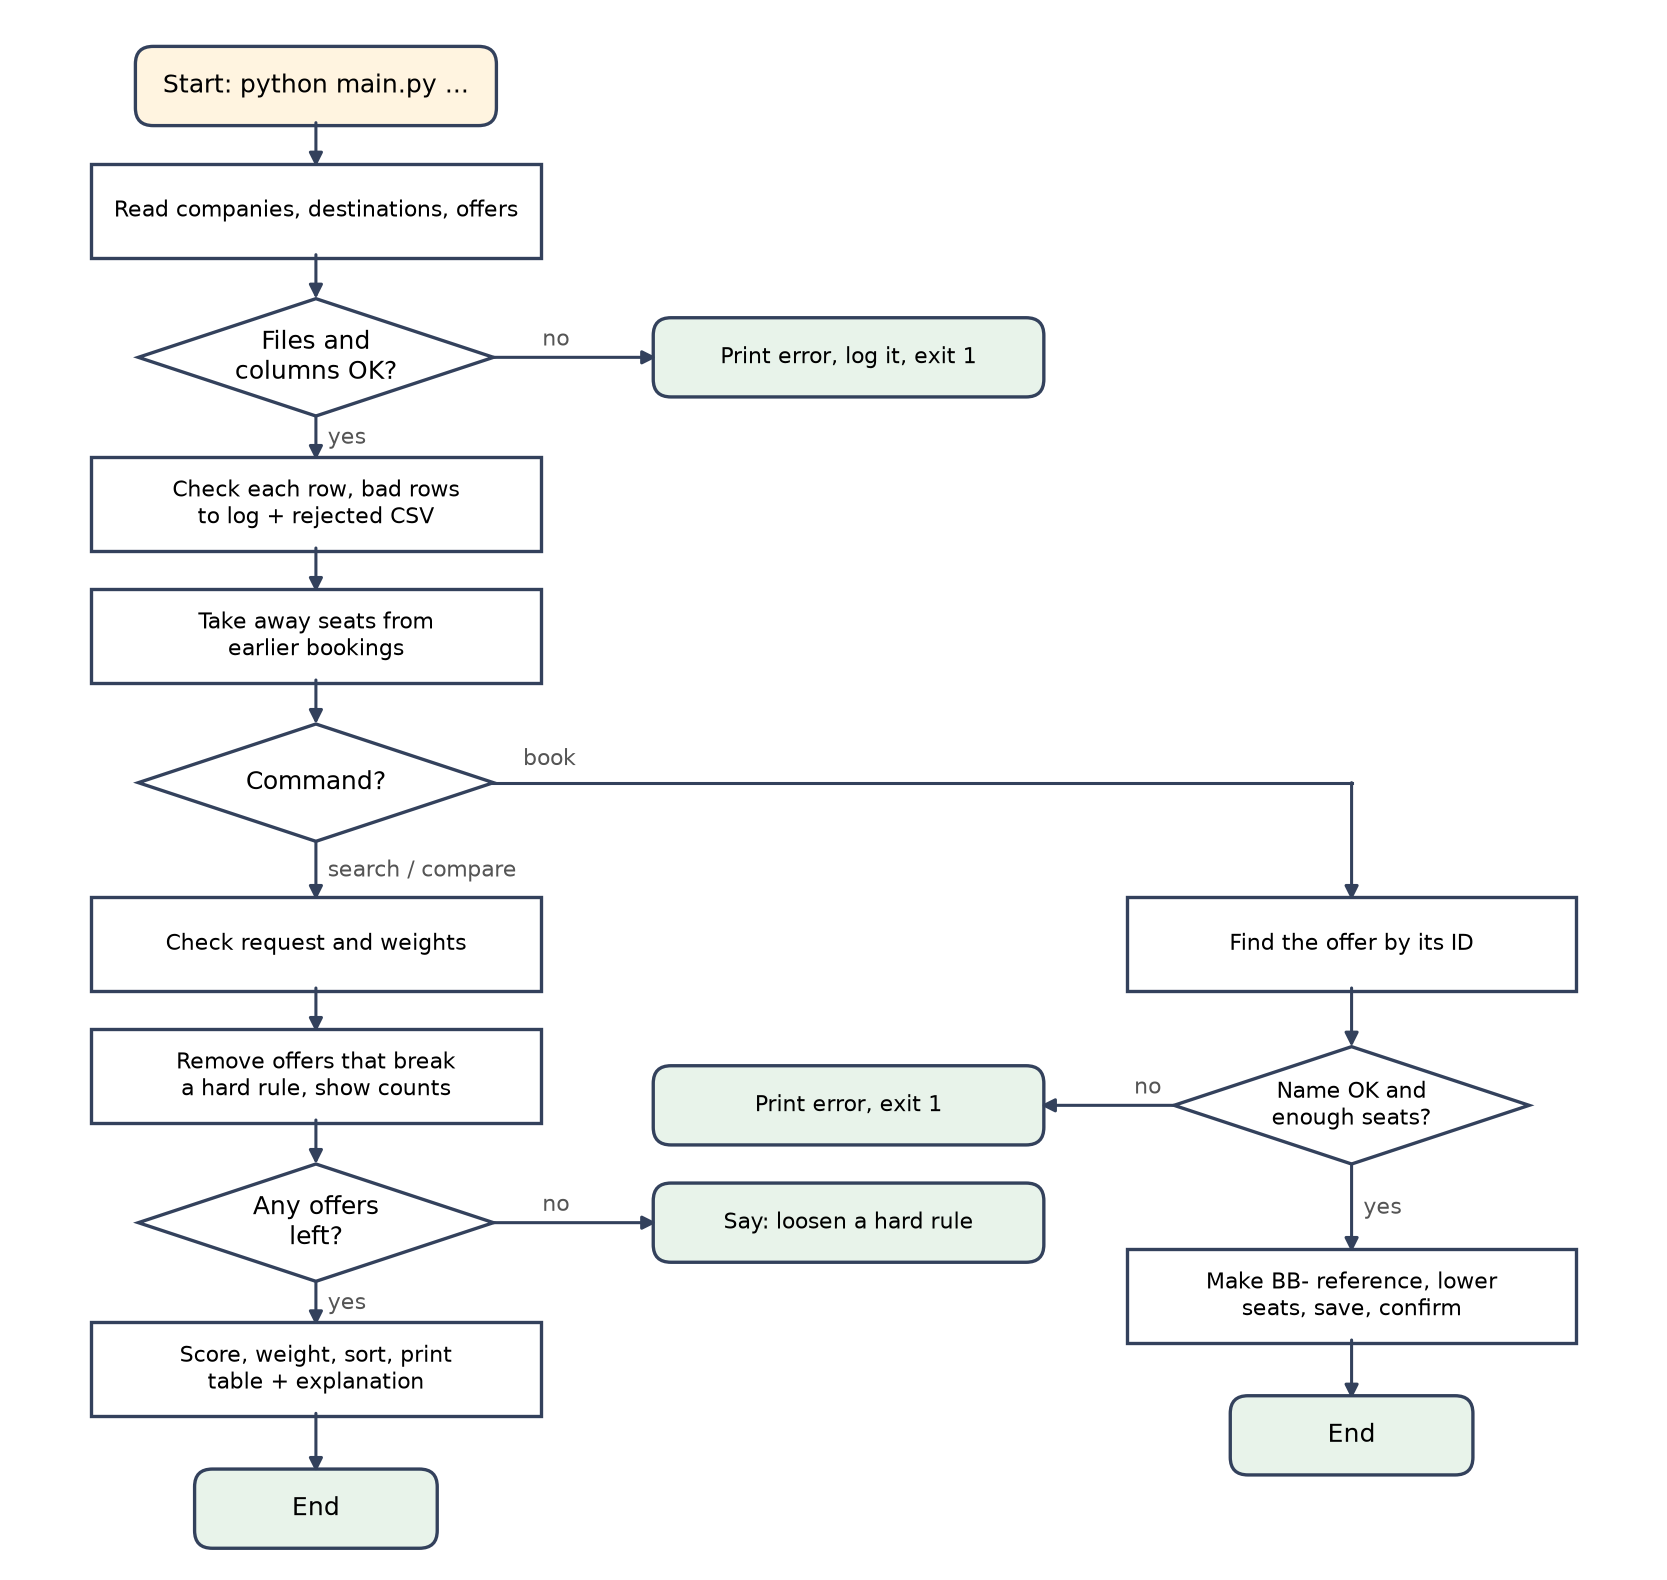 Start: python main.py ...
Read companies, destinations, offers
Files and
columns OK?
no
Print error, log it, exit 1
yes
Check each row, bad rows
to log + rejected CSV
Take away seats from
earlier bookings
Command?
book
search / compare
Check request and weights
Find the offer by its ID
Remove offers that break
a hard rule, show counts
Print error, exit 1
no
Name OK and
enough seats?
Any offers
left?
no
Say: loosen a hard rule
yes
yes
Make BB- reference, lower
seats, save, confirm
Score, weight, sort, print
table + explanation
End
End